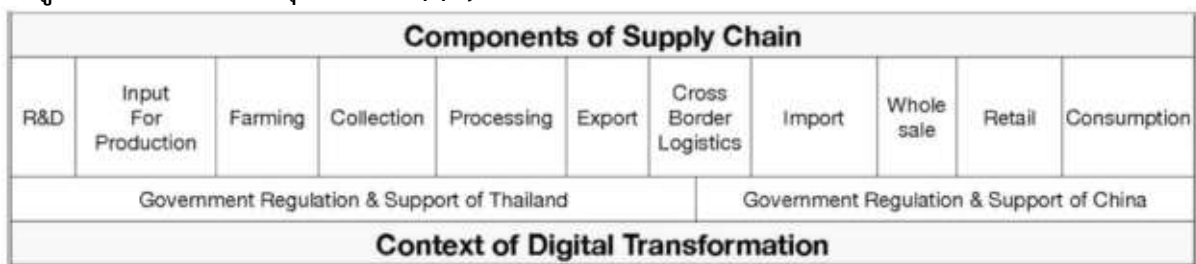 Components of Supply Chain
R&D
Input
For
Production
Farming
Collection
Processing
Export
Cross
Border
Logistics
Import
Whole
sale
Retail
Consumption
Government Regulation & Support of Thailand
Government Regulation & Support of China
Context of Digital Transformation